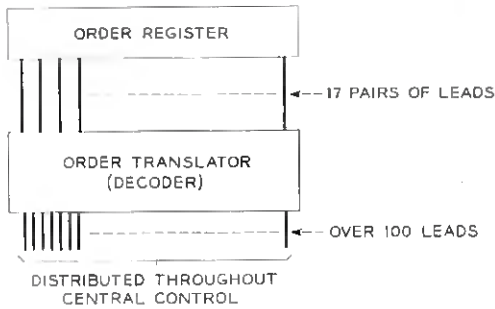 ORDER REGISTER
17 PAIRS OF LEADS
ORDER TRANSLATOR
(DECODER)
OVER 100 LEADS
DISTRIBUTED THROUGHOUT
CENTRAL CONTROL